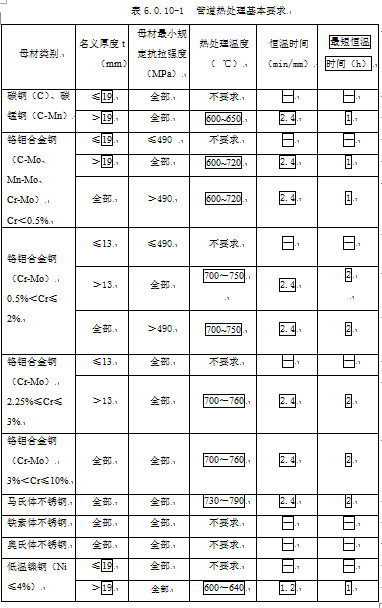 表 6.0.10-1 管道热处理基本要求
母材类别 名义厚度 t（mm） 母材最小规定抗拉强度（MPa） 热处理温度（℃） 恒温时间（min/mm） 最短恒温时间（h）
碳钢（C）、碳锰钢（C-Mn） ≤19 全部 不要求 — —
>19 全部 600~650 2.4 1
铬钼合金钢（C-Mo、Mn-Mo、Cr-Mo）Cr＜0.5% ≤19 ≤490 不要求 — —
>19 全部 600~720 2.4 1
全部 >490 600~720 2.4 1
铬钼合金钢（Cr-Mo）0.5%＜Cr≤2% ≤13 ≤490 不要求 — —
>13 全部 700～750 2.4 2
全部 >490 700~750 2.4 2
铬钼合金钢（Cr-Mo）2.25%≤Cr≤3% ≤13 全部 不要求 — —
>13 全部 700～760 2.4 2
铬钼合金钢（Cr-Mo）3%＜Cr≤10% 全部 全部 700～760 2.4 2
马氏体不锈钢 全部 全部 730～790 2.4 2
铁素体不锈钢 全部 全部 不要求 — —
奥氏体不锈钢 全部 全部 不要求 — —
低温镍钢（Ni≤4%） ≤19 全部 不要求 — —
>19 全部 600～640 1.2 1